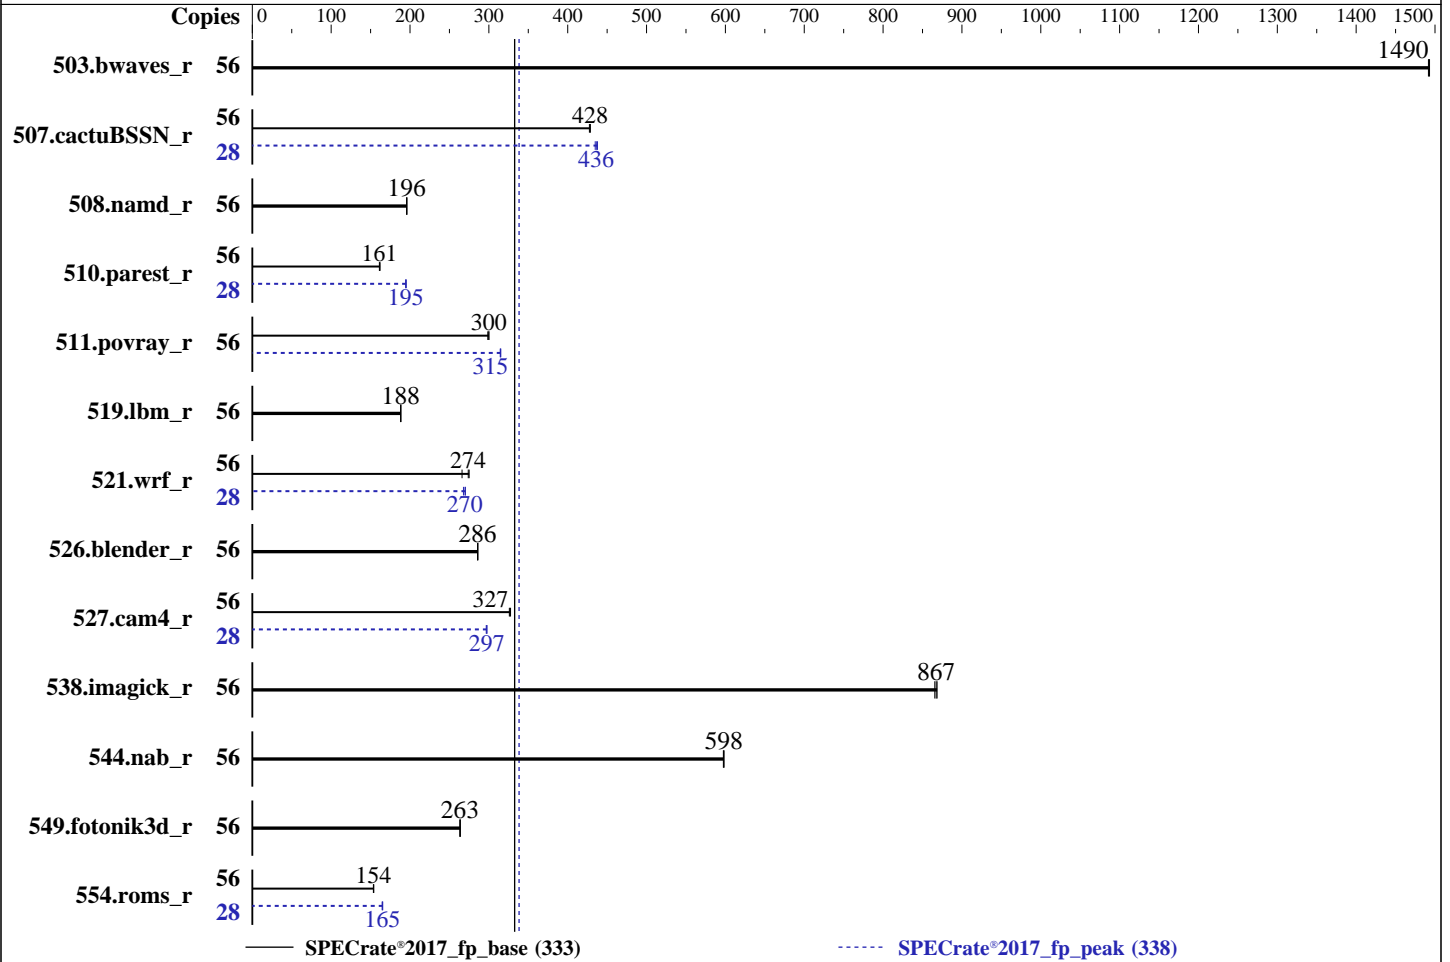 Copies 0 100 200 300 400 500 600 700 800 900 1000 1100 1200 1300 1400 1500
503.bwaves_r 56 1490
507.cactuBSSN_r 56 428
28 436
508.namd_r 56 196
510.parest_r 56 161
28 195
511.povray_r 56 300
315
519.lbm_r 56 188
521.wrf_r 56 274
28 270
526.blender_r 56 286
527.cam4_r 56 327
28 297
538.imagick_r 56 867
544.nab_r 56 598
549.fotonik3d_r 56 263
554.roms_r 56 154
28 165
SPECrate®2017_fp_base (333) SPECrate®2017_fp_peak (338)